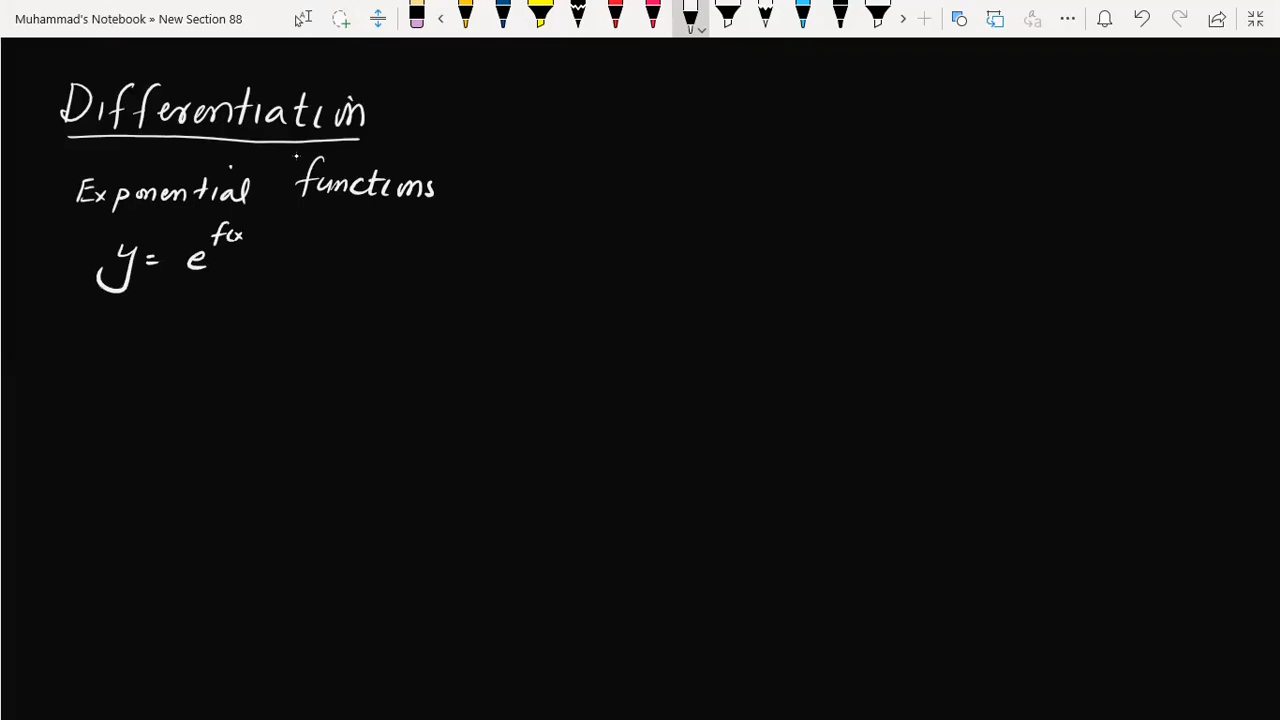 Muhammad's Notebook » New Section 88
Differentiation
Exponential functions
y = e^f(x